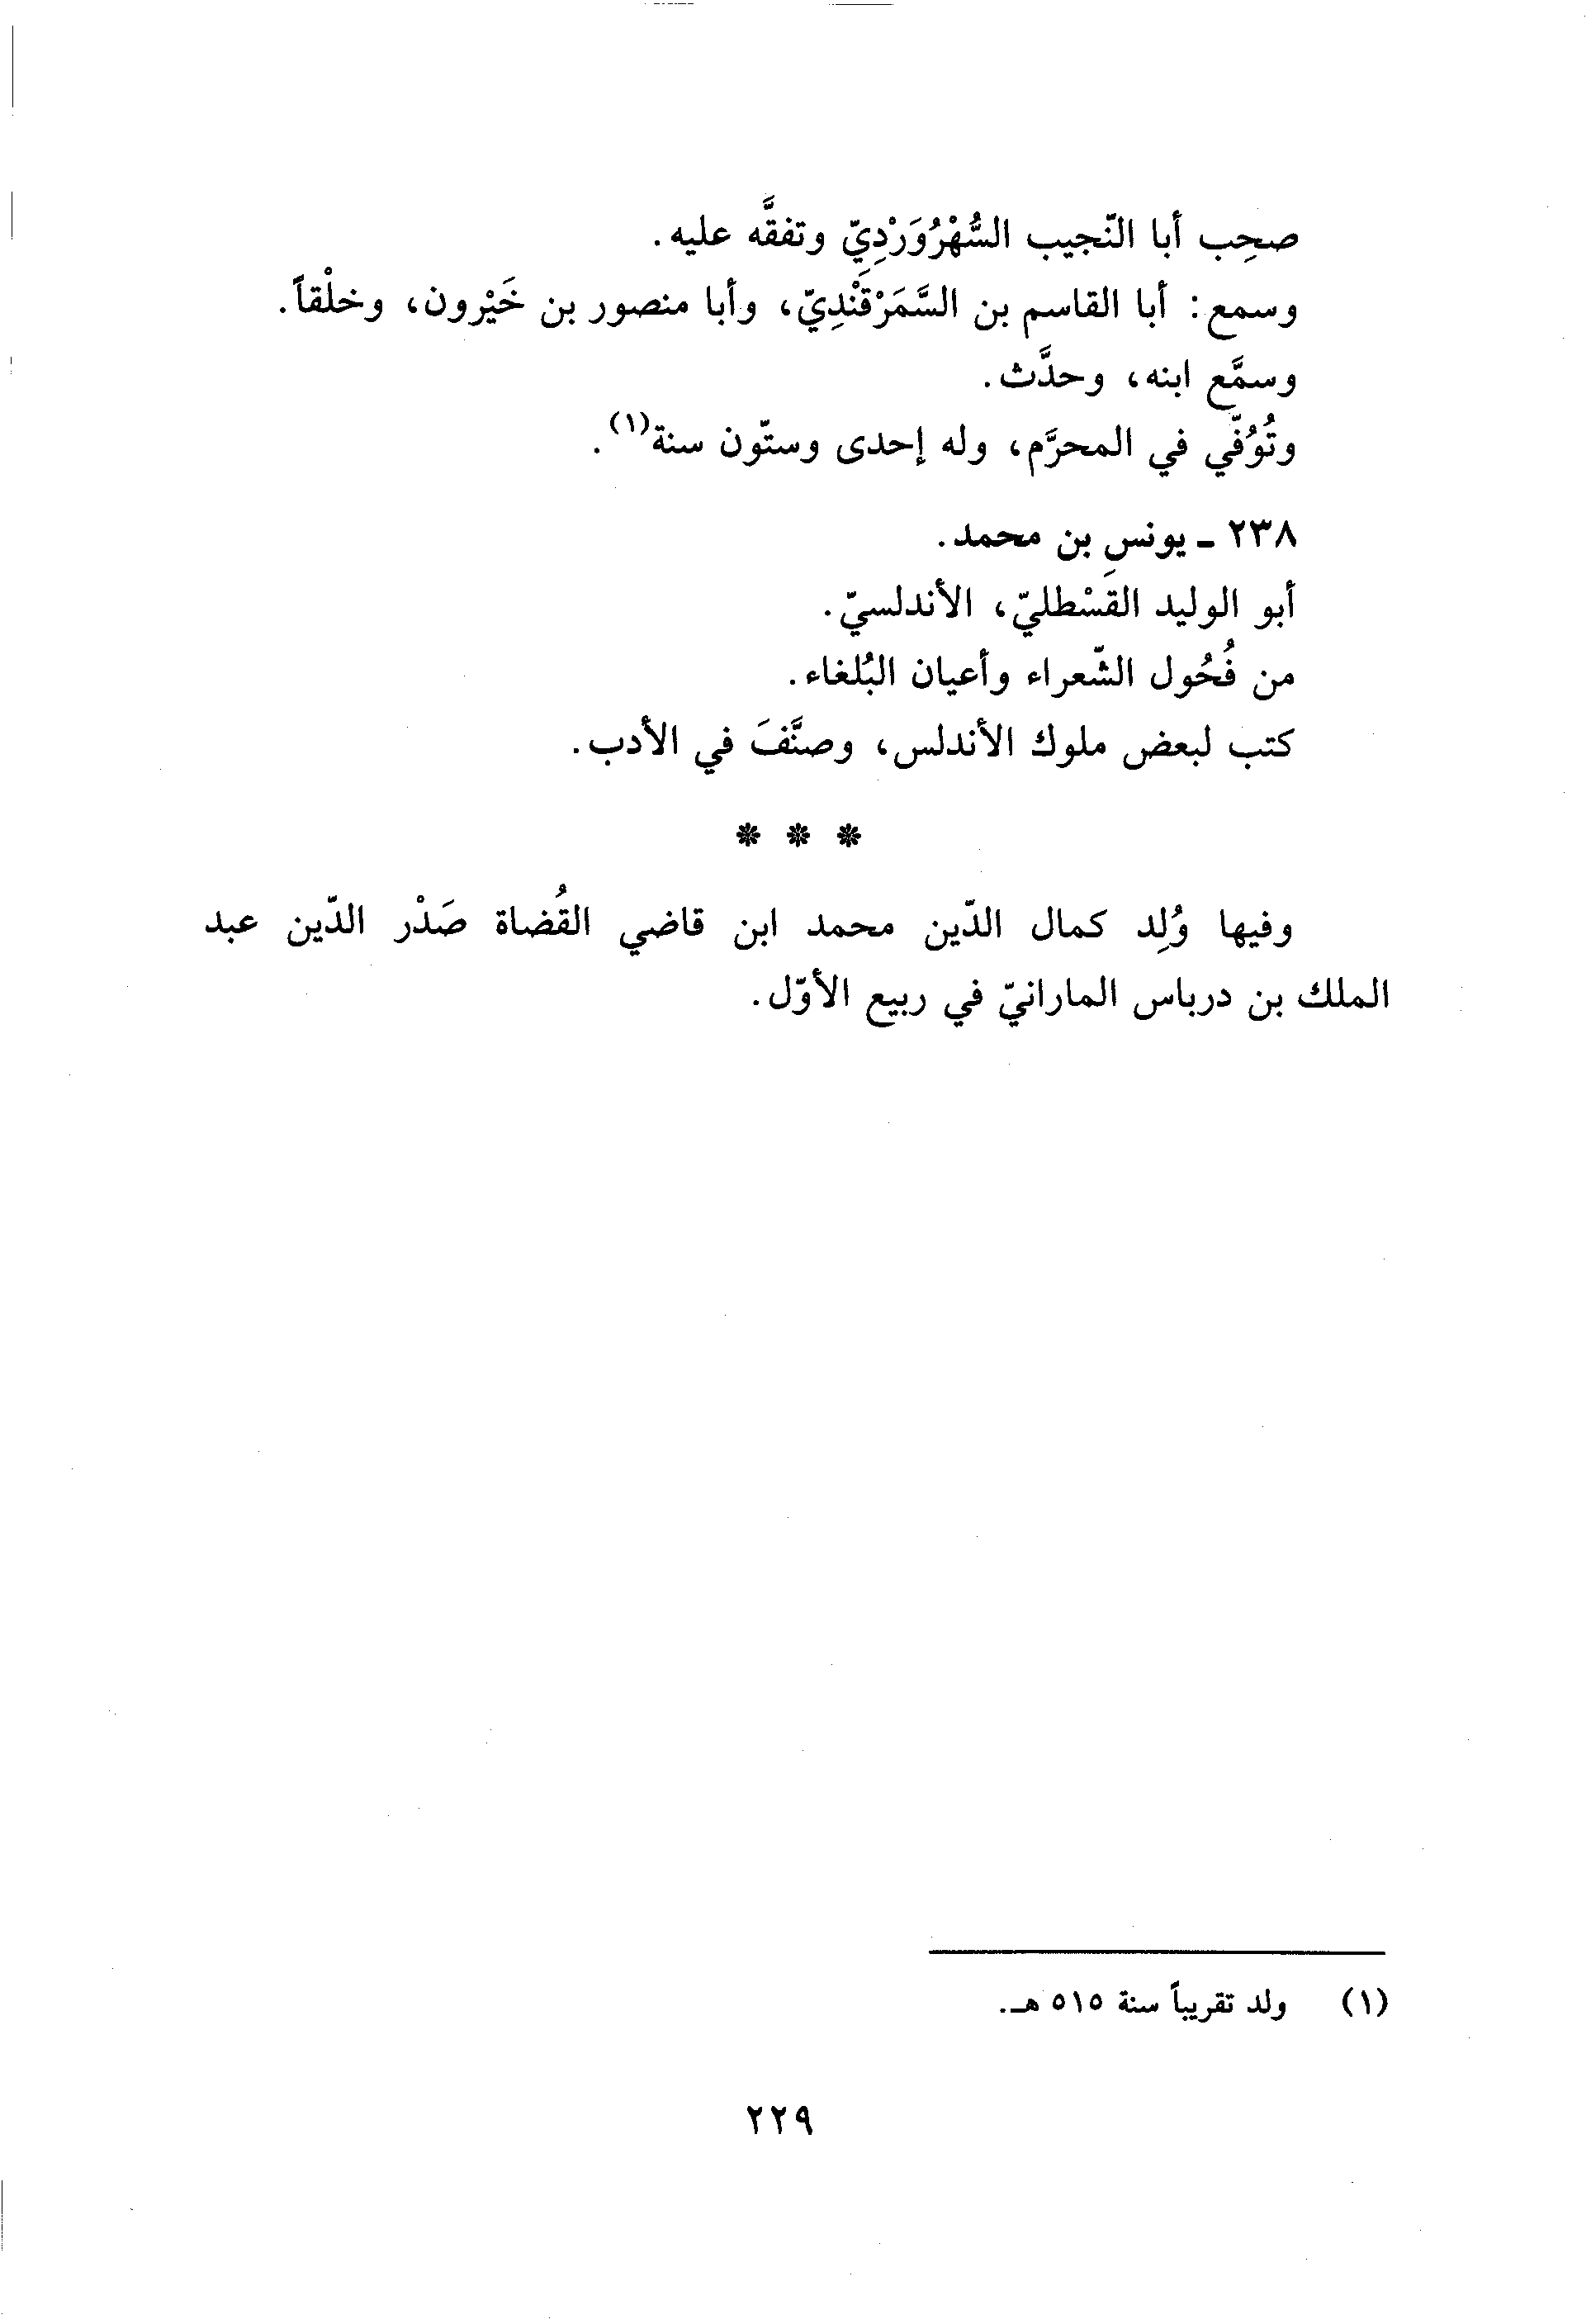 صحِب أبا النّجيب السُّهْرُوَرْدِيّ وتفقَّه عليه.
وسمع: أبا القاسم بن السَّمَرْقَنْدِيّ، وأبا منصور بن خَيْرون، وخلْقاً.
وسمَّع ابنه، وحدَّث.
وتُوُفّي في المحرَّم، وله إحدى وستّون سنة(١).
٢٣٨ ـ يونس بن محمد.
أبو الوليد القَسْطليّ، الأندلسيّ.
من فُحُول الشّعراء وأعيان البُلغاء.
كتب لبعض ملوك الأندلس، وصنَّفَ في الأدب.
* * *
وفيها وُلِد كمال الدّين محمد ابن قاضي القُضاة صَدْر الدّين عبد
الملك بن درباس المارانيّ في ربيع الأوّل.
(١) ولد تقريباً سنة ٥١٥ هـ.
٢٢٩